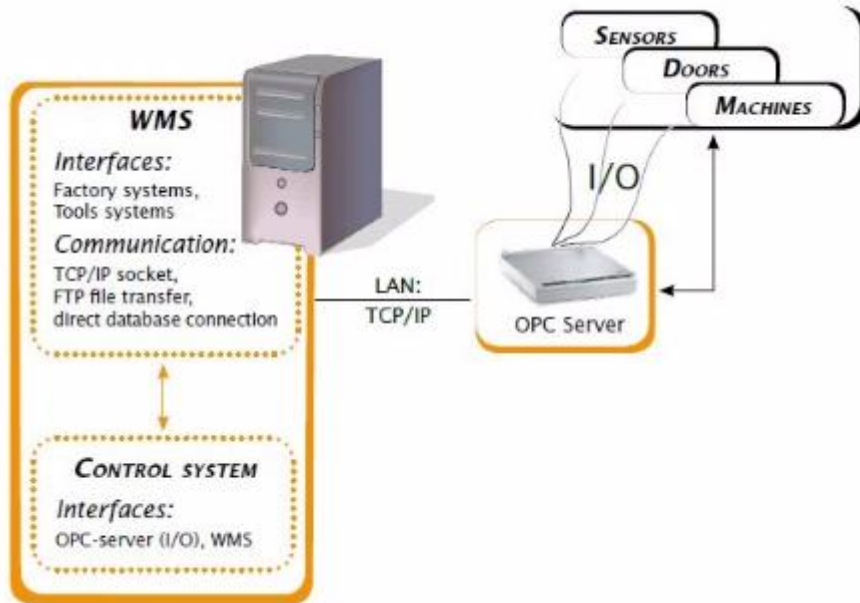 WMS
Interfaces:
Factory systems,
Tools systems
Communication:
TCP/IP socket,
FTP file transfer,
direct database connection
CONTROL SYSTEM
Interfaces:
OPC-server (I/O), WMS
LAN:
TCP/IP
SENSORS
DOORS
MACHINES
I/O
OPC Server